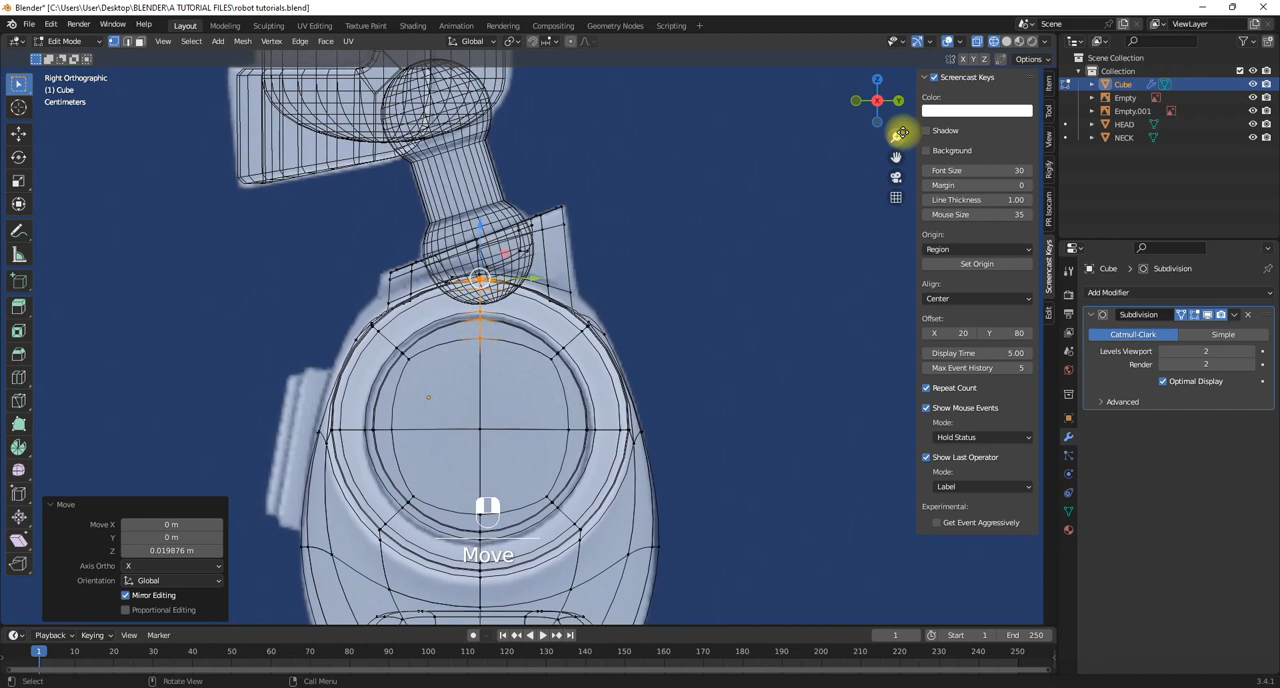 Blender* [C:\Users\User\Desktop\BLENDER\A TUTORIAL FILES\robot tutorials.blend]
File Edit Render Window Help Layout Modeling Sculpting UV Editing Texture Paint Shading Animation Rendering Compositing Geometry Nodes Scripting + Scene ViewLayer
Edit Mode View Select Add Mesh Vertex Edge Face UV Global
X Y Z Options
Right Orthographic
(1) Cube
Centimeters
Z
Y
X
Screencast Keys
Color:
Shadow
Background
Font Size 30
Margin 0
Line Thickness 1.00
Mouse Size 35
Origin:
Region
Set Origin
Align:
Center
Offset:
X 20 Y 80
Display Time 5.00
Max Event History 5
Repeat Count
Show Mouse Events
Mode:
Hold Status
Show Last Operator
Mode:
Label
Experimental:
Get Event Aggressively
Item
Tool
View
Rigify
PR Isocam
Screencast Keys
Edit
Scene Collection
Collection
Cube
Empty
Empty.001
HEAD
NECK
Cube Subdivision
Add Modifier
Subdivision
Catmull-Clark Simple
Levels Viewport 2
Render 2
Optimal Display
Advanced
Move
Move X 0 m
Y 0 m
Z 0.019876 m
Axis Ortho X
Orientation Global
Mirror Editing
Proportional Editing
Move
Playback Keying View Marker 1 Start 1 End 250
1 10 20 30 40 50 60 70 80 90 100 110 120 130 140 150 160 170 180 190 200 210 220 230 240 250
Select Rotate View Call Menu 3.4.1